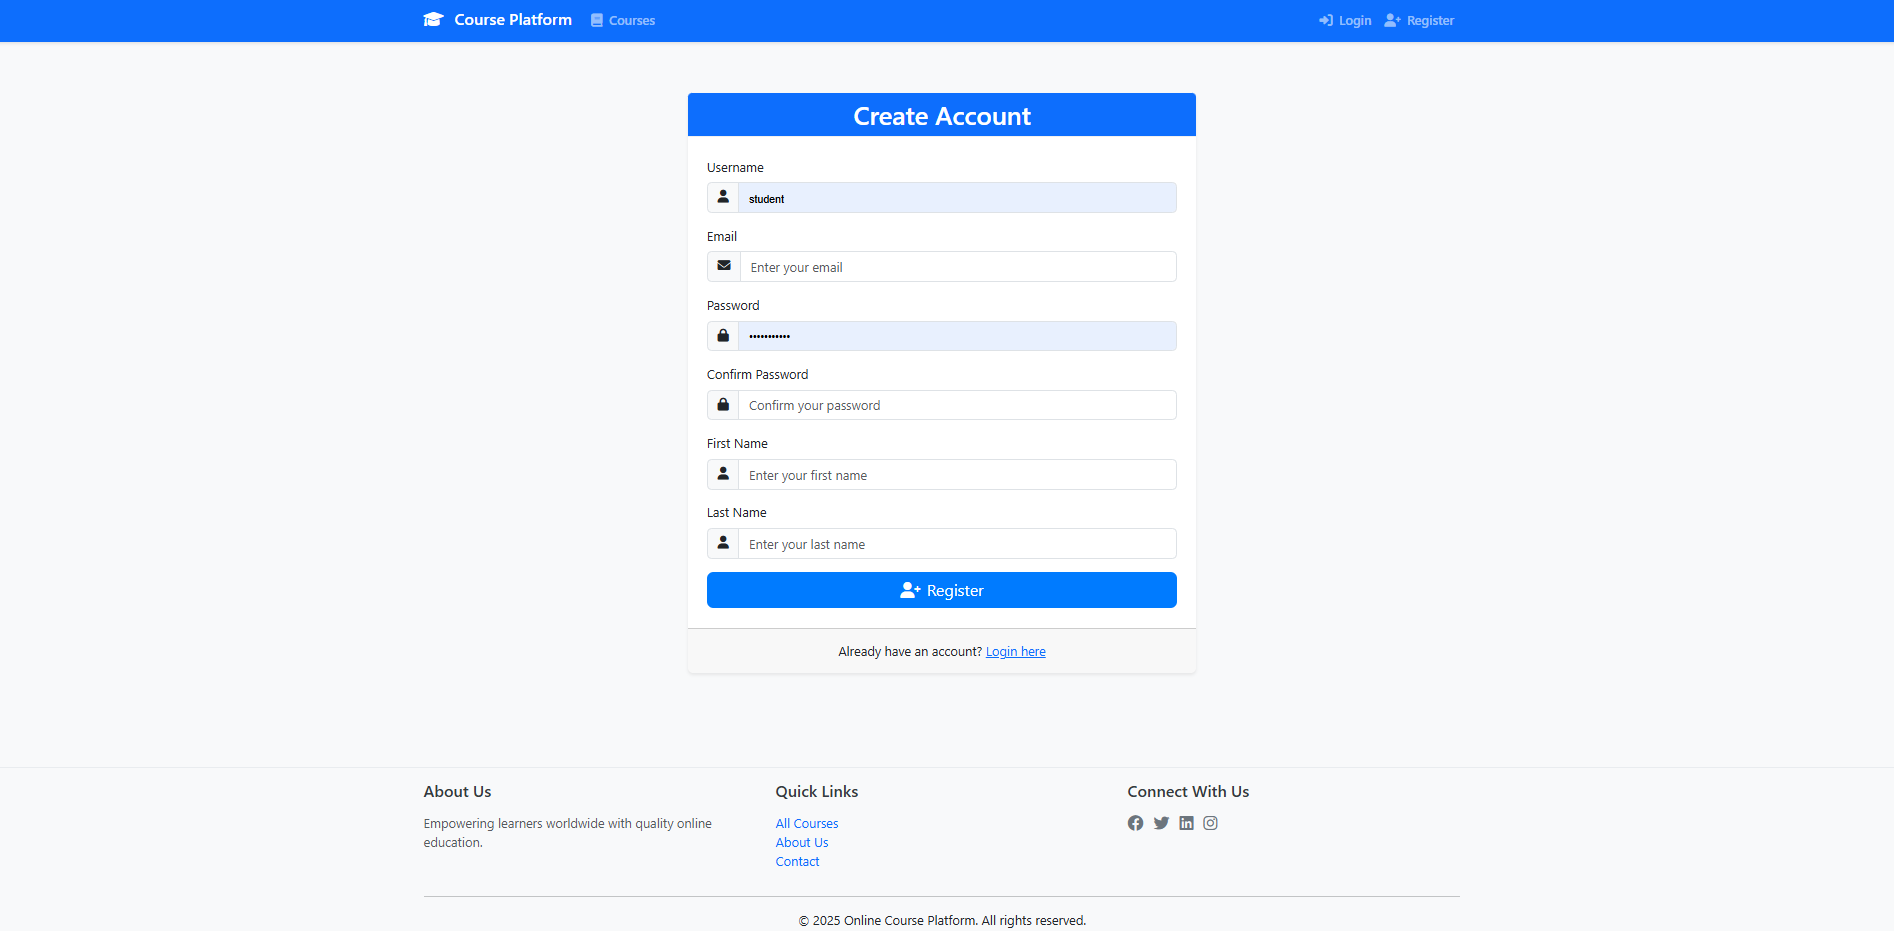 Course Platform Courses Login Register
Create Account
Username
student
Email
Enter your email
Password
•••••••••••
Confirm Password
Confirm your password
First Name
Enter your first name
Last Name
Enter your last name
Register
Already have an account? Login here
About Us
Empowering learners worldwide with quality online
education.
Quick Links
All Courses
About Us
Contact
Connect With Us
© 2025 Online Course Platform. All rights reserved.